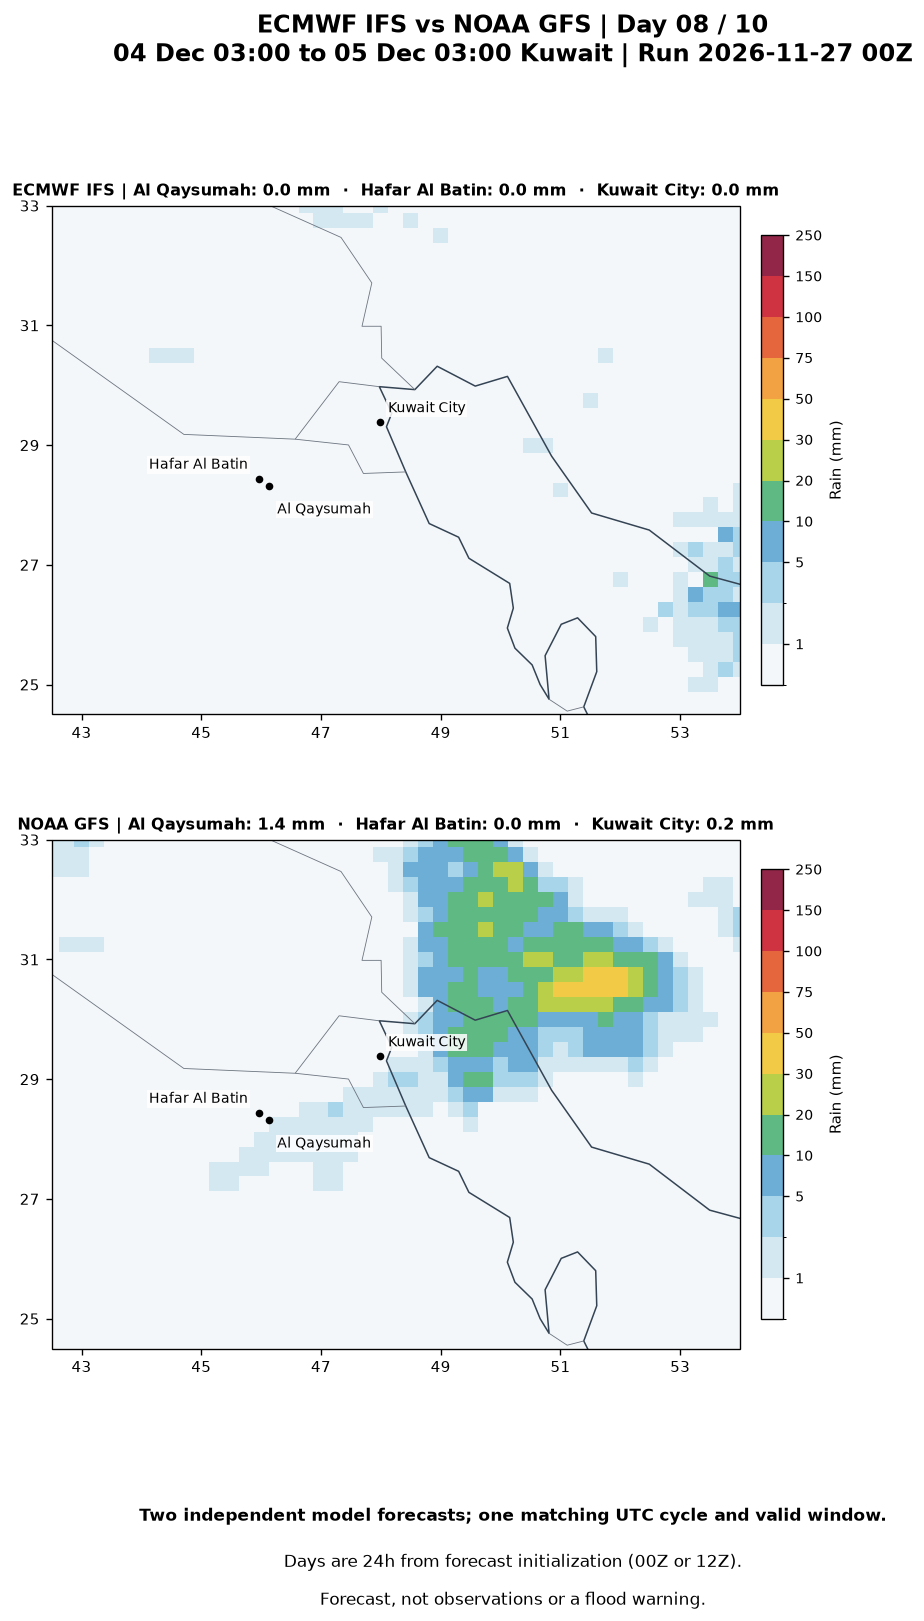 ECMWF IFS vs NOAA GFS | Day 08 / 10
04 Dec 03:00 to 05 Dec 03:00 Kuwait | Run 2026-11-27 00Z
ECMWF IFS | Al Qaysumah: 0.0 mm · Hafar Al Batin: 0.0 mm · Kuwait City: 0.0 mm
33
31
29
27
25
43
45
47
49
51
53
Kuwait City
Hafar Al Batin
Al Qaysumah
250
150
100
75
50
30
20
10
5
1
Rain (mm)
NOAA GFS | Al Qaysumah: 1.4 mm · Hafar Al Batin: 0.0 mm · Kuwait City: 0.2 mm
33
31
29
27
25
43
45
47
49
51
53
Kuwait City
Hafar Al Batin
Al Qaysumah
250
150
100
75
50
30
20
10
5
1
Rain (mm)
Two independent model forecasts; one matching UTC cycle and valid window.
Days are 24h from forecast initialization (00Z or 12Z).
Forecast, not observations or a flood warning.